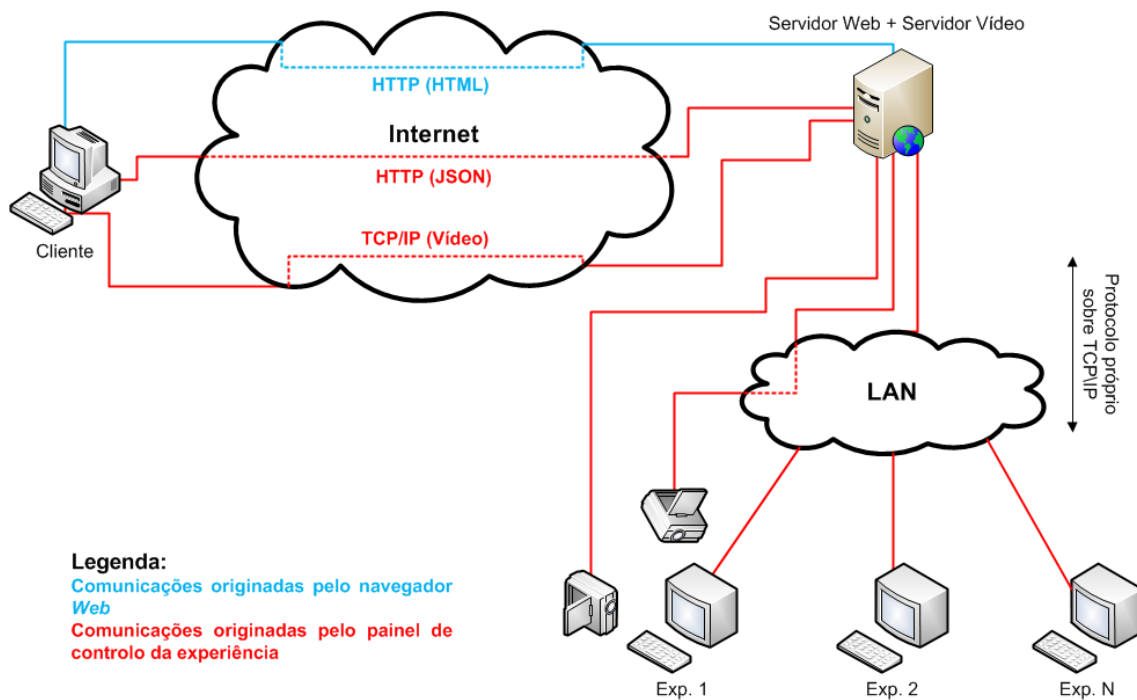 Servidor Web + Servidor Vídeo
HTTP (HTML)
Internet
HTTP (JSON)
TCP/IP (Vídeo)
Cliente
Protocolo próprio
sobre TCP\IP
LAN
Legenda:
Comunicações originadas pelo navegador
Web
Comunicações originadas pelo painel de
controlo da experiência
Exp. 1
Exp. 2
Exp. N